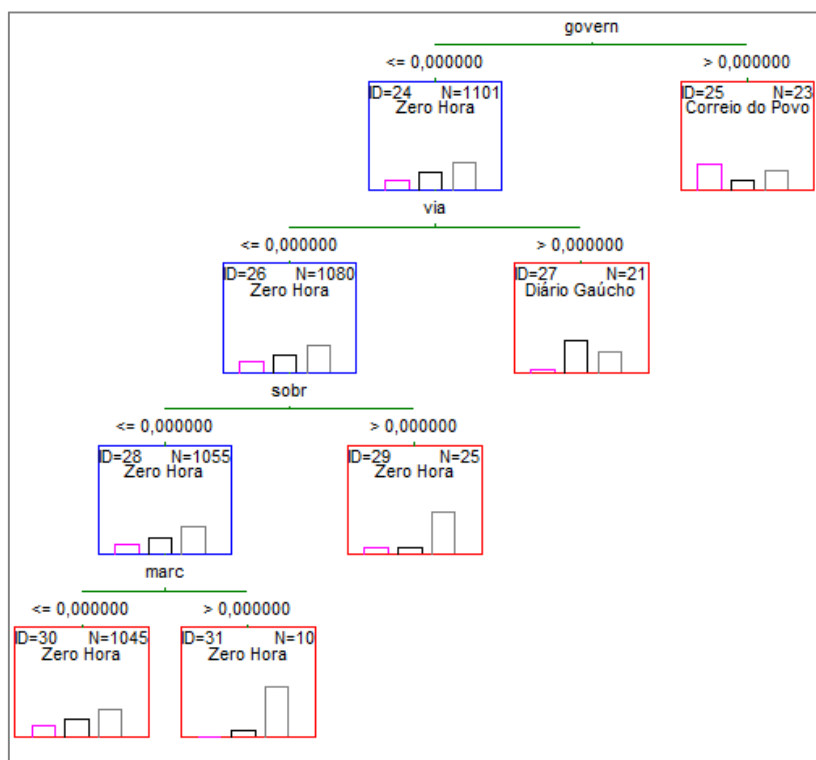 govern
<= 0,000000 > 0,000000
ID=24 N=1101 ID=25 N=23
Zero Hora Correio do Povo
via
<= 0,000000 > 0,000000
ID=26 N=1080 ID=27 N=21
Zero Hora Diário Gaúcho
sobr
<= 0,000000 > 0,000000
ID=28 N=1055 ID=29 N=25
Zero Hora Zero Hora
marc
<= 0,000000 > 0,000000
ID=30 N=1045 ID=31 N=10
Zero Hora Zero Hora